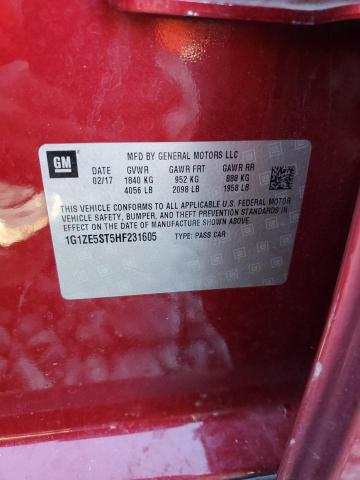 GM
MFD BY GENERAL MOTORS LLC
DATE GVWR GAWR FRT GAWR RR
02/17 1840 KG 952 KG 888 KG
4056 LB 2098 LB 1958 LB
THIS VEHICLE CONFORMS TO ALL APPLICABLE U.S. FEDERAL MOTOR
VEHICLE SAFETY, BUMPER, AND THEFT PREVENTION STANDARDS IN
EFFECT ON THE DATE OF MANUFACTURE SHOWN ABOVE.
1G1ZE5ST5HF231605 TYPE: PASS CAR